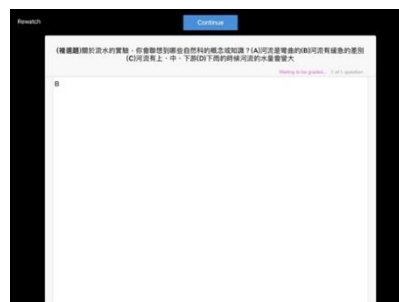 Rewatch
Continue
(複選題)關於流水的實驗,你會聯想到哪些自然科的概念或知識?(A)河流是彎曲的(B)河流有緩急的差別
(C)河流有上、中、下游(D)下雨的時候河流的水量會變大
Waiting to be graded... 1 of 1 question
B